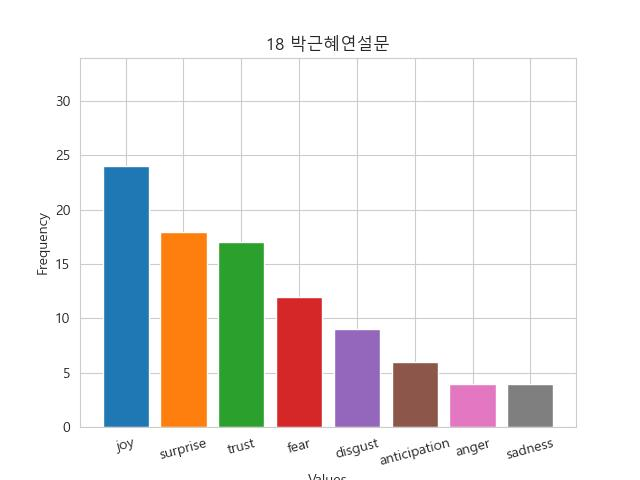 18 박근혜연설문
Frequency
30
25
20
15
10
5
0
joy surprise trust fear disgust anticipation anger sadness
Values